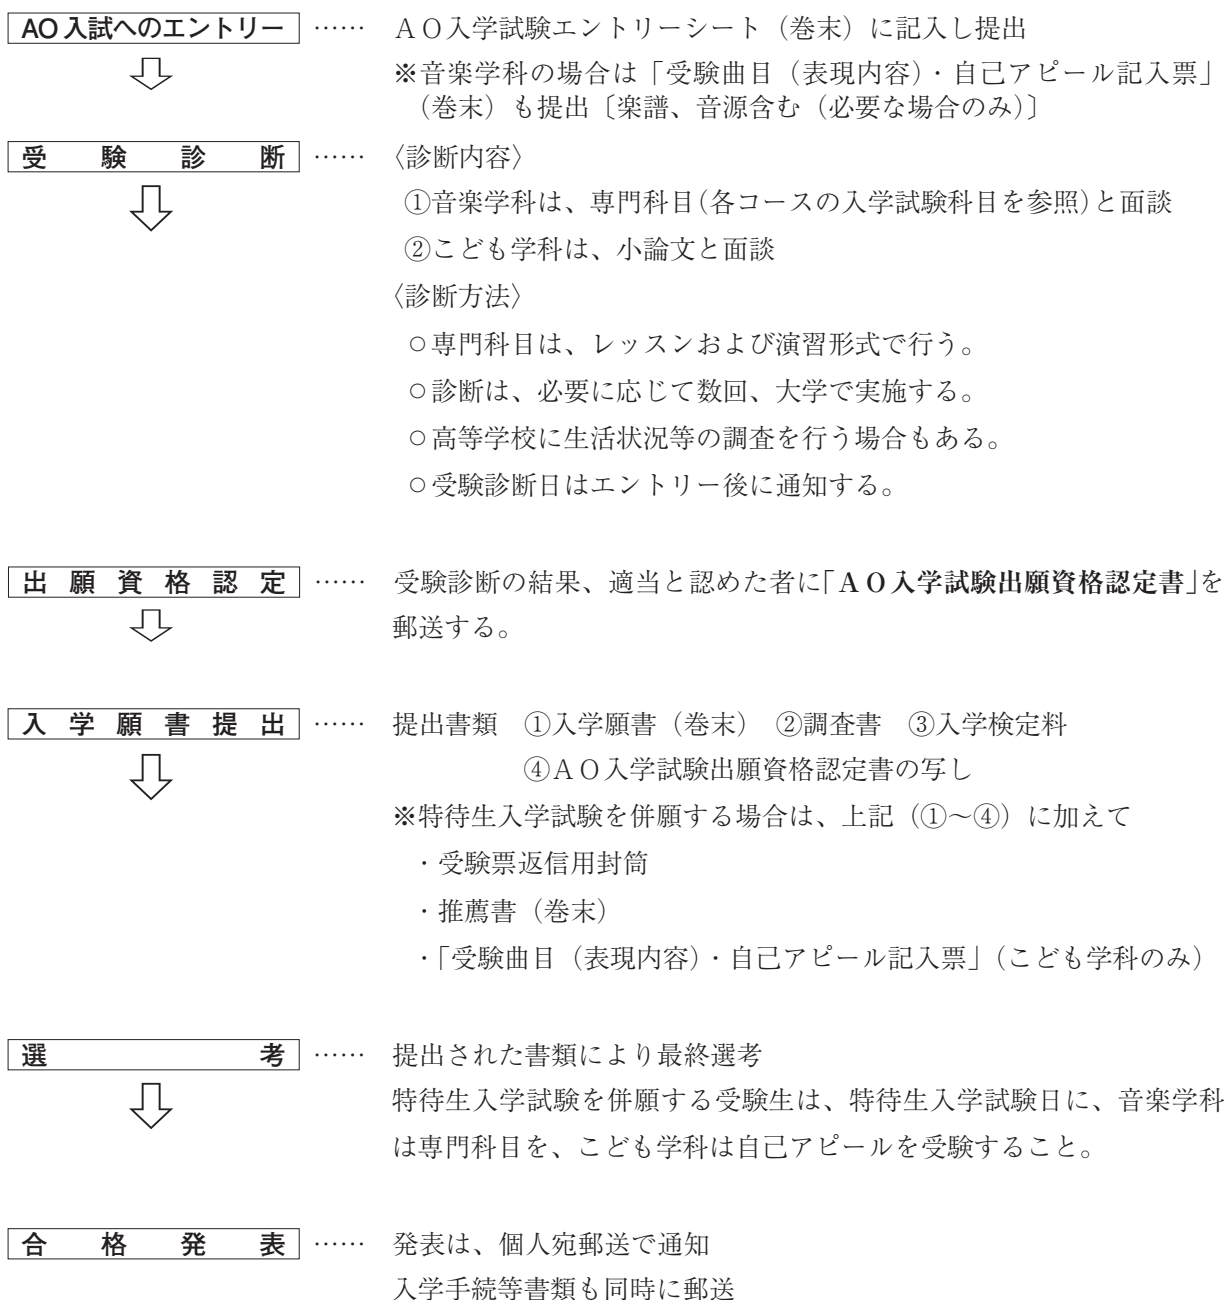 AO入試へのエントリー …… ＡＯ入学試験エントリーシート（巻末）に記入し提出
※音楽学科の場合は「受験曲目（表現内容）・自己アピール記入票」
（巻末）も提出〔楽譜、音源含む（必要な場合のみ）〕
受験診断 …… 〈診断内容〉
①音楽学科は、専門科目（各コースの入学試験科目を参照）と面談
②こども学科は、小論文と面談
〈診断方法〉
○専門科目は、レッスンおよび演習形式で行う。
○診断は、必要に応じて数回、大学で実施する。
○高等学校に生活状況等の調査を行う場合もある。
○受験診断日はエントリー後に通知する。
出願資格認定 …… 受験診断の結果、適当と認めた者に「ＡＯ入学試験出願資格認定書」を
郵送する。
入学願書提出 …… 提出書類 ①入学願書（巻末） ②調査書 ③入学検定料
④ＡＯ入学試験出願資格認定書の写し
※特待生入学試験を併願する場合は、上記（①～④）に加えて
・受験票返信用封筒
・推薦書（巻末）
・「受験曲目（表現内容）・自己アピール記入票」（こども学科のみ）
選考 …… 提出された書類により最終選考
特待生入学試験を併願する受験生は、特待生入学試験日に、音楽学科
は専門科目を、こども学科は自己アピールを受験すること。
合格発表 …… 発表は、個人宛郵送で通知
入学手続等書類も同時に郵送